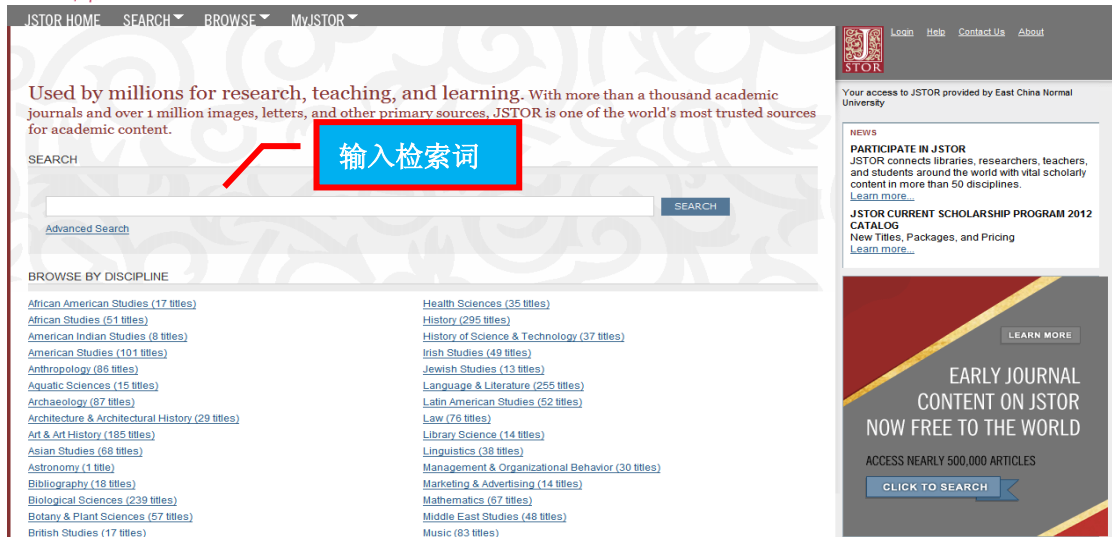 JSTOR HOME SEARCH BROWSE MyJSTOR
Used by millions for research, teaching, and learning. With more than a thousand academic
journals and over 1 million images, letters, and other primary sources, JSTOR is one of the world's most trusted sources
for academic content.
SEARCH
输入检索词
SEARCH
Advanced Search
BROWSE BY DISCIPLINE
African American Studies (17 titles)
African Studies (51 titles)
American Indian Studies (8 titles)
American Studies (101 titles)
Anthropology (86 titles)
Aquatic Sciences (15 titles)
Archaeology (87 titles)
Architecture & Architectural History (29 titles)
Art & Art History (185 titles)
Asian Studies (68 titles)
Astronomy (1 title)
Bibliography (18 titles)
Biological Sciences (239 titles)
Botany & Plant Sciences (57 titles)
British Studies (17 titles)
Health Sciences (35 titles)
History (295 titles)
History of Science & Technology (37 titles)
Irish Studies (49 titles)
Jewish Studies (13 titles)
Language & Literature (255 titles)
Latin American Studies (52 titles)
Law (76 titles)
Library Science (14 titles)
Linguistics (38 titles)
Management & Organizational Behavior (30 titles)
Marketing & Advertising (14 titles)
Mathematics (67 titles)
Middle East Studies (48 titles)
Music (83 titles)
J
STOR
Login Help Contact Us About
Your access to JSTOR provided by East China Normal
University
NEWS
PARTICIPATE IN JSTOR
JSTOR connects libraries, researchers, teachers,
and students around the world with vital scholarly
content in more than 50 disciplines.
Learn more...
JSTOR CURRENT SCHOLARSHIP PROGRAM 2012
CATALOG
New Titles, Packages, and Pricing
Learn more...
LEARN MORE
EARLY JOURNAL
CONTENT ON JSTOR
NOW FREE TO THE WORLD
ACCESS NEARLY 500,000 ARTICLES
CLICK TO SEARCH